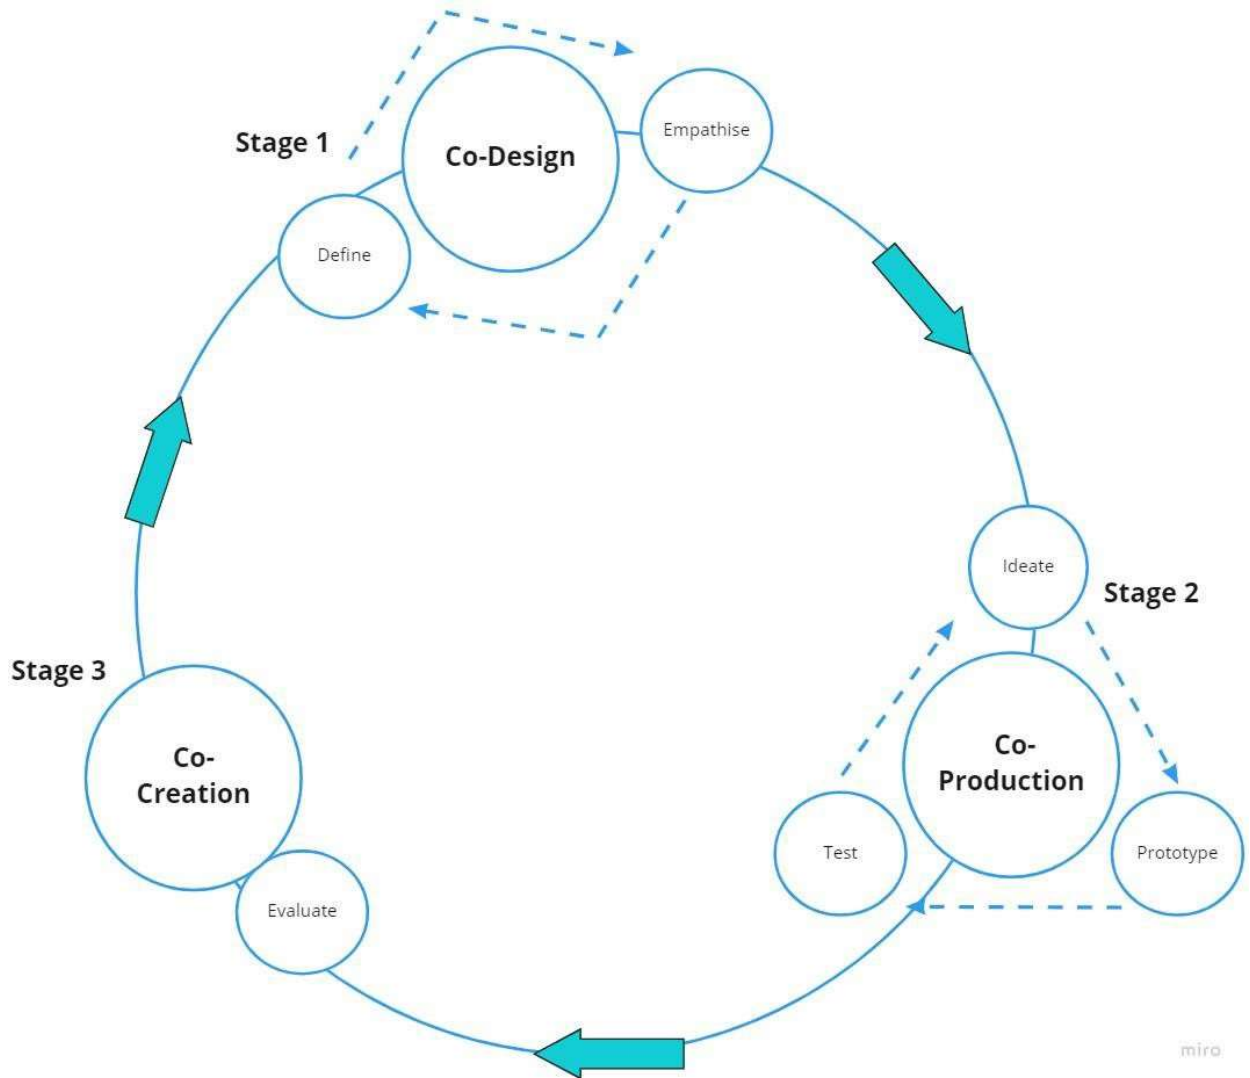 Stage 1
Co-Design
Empathise
Define
Ideate
Stage 2
Co-
Production
Test
Prototype
Stage 3
Co-
Creation
Evaluate
miro